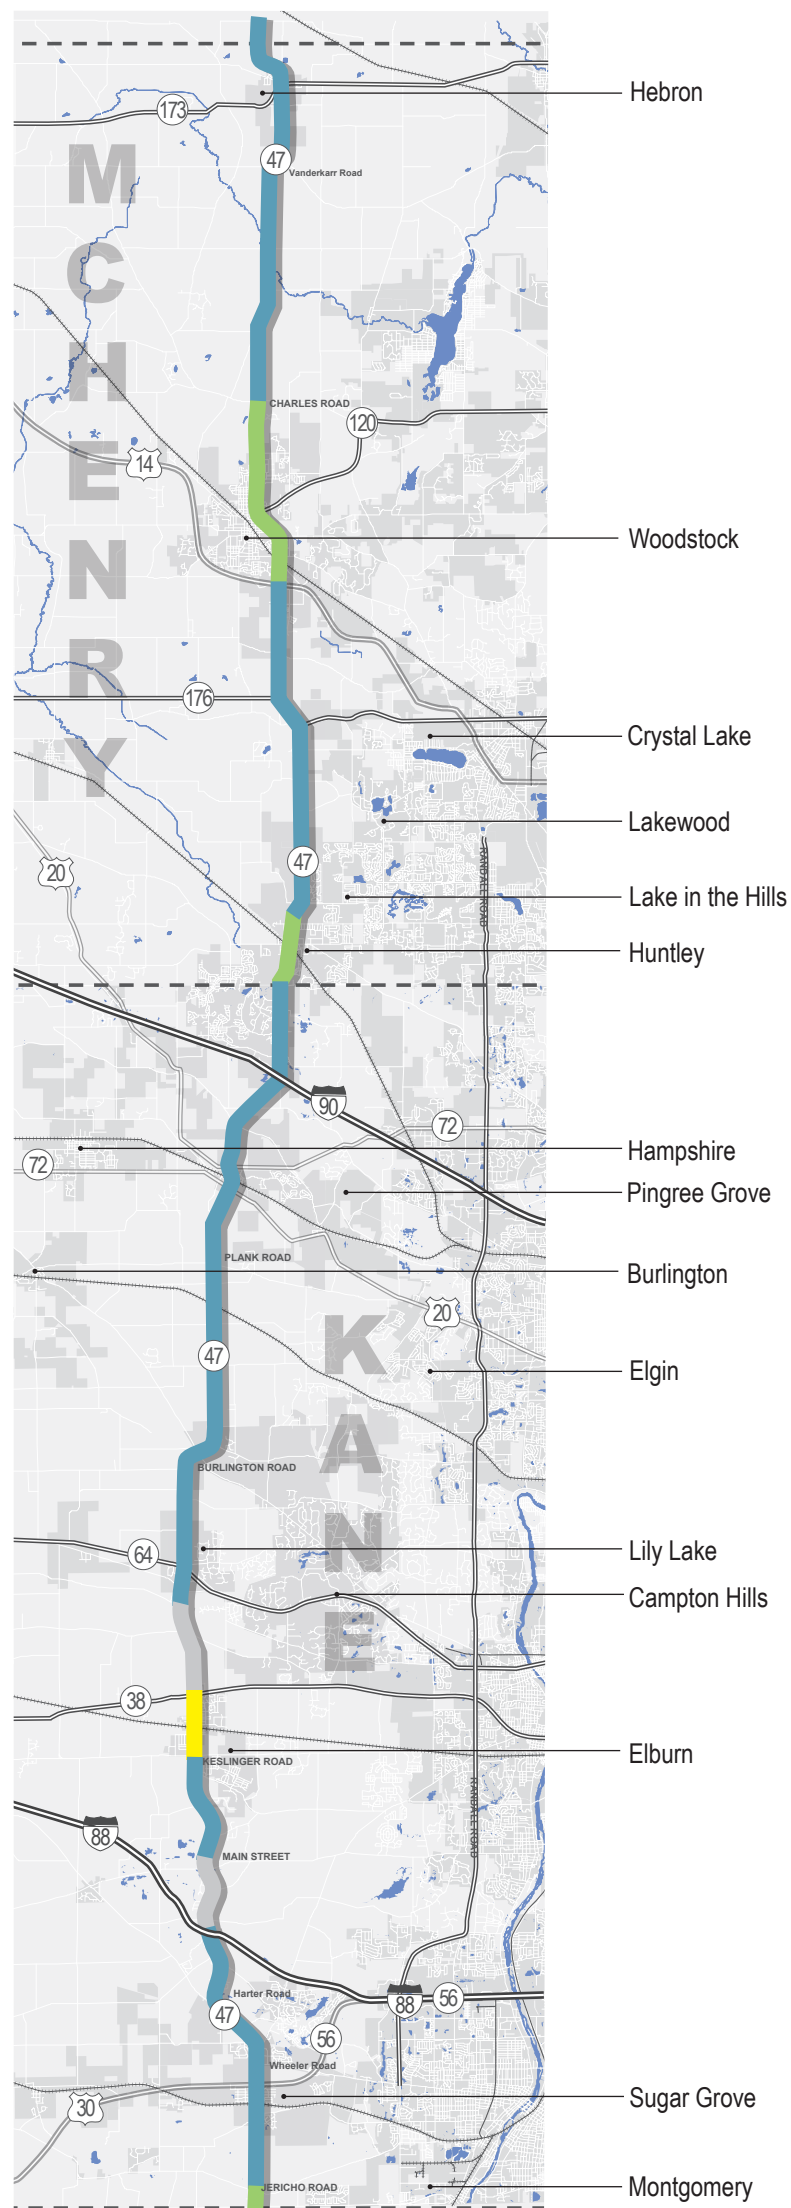 Hebron
173
47
Vanderkarr Road
MCHENRY
CHARLES ROAD
120
14
Woodstock
176
Crystal Lake
Lakewood
RANDALL ROAD
47
20
Lake in the Hills
Huntley
90
72
Hampshire
72
Pingree Grove
PLANK ROAD
Burlington
20
KANE
47
Elgin
BURLINGTON ROAD
64
Lily Lake
Campton Hills
38
Elburn
KESLINGER ROAD
RANDALL ROAD
88
MAIN STREET
Harter Road
88
56
47
56
Wheeler Road
30
Sugar Grove
JERICHO ROAD
Montgomery